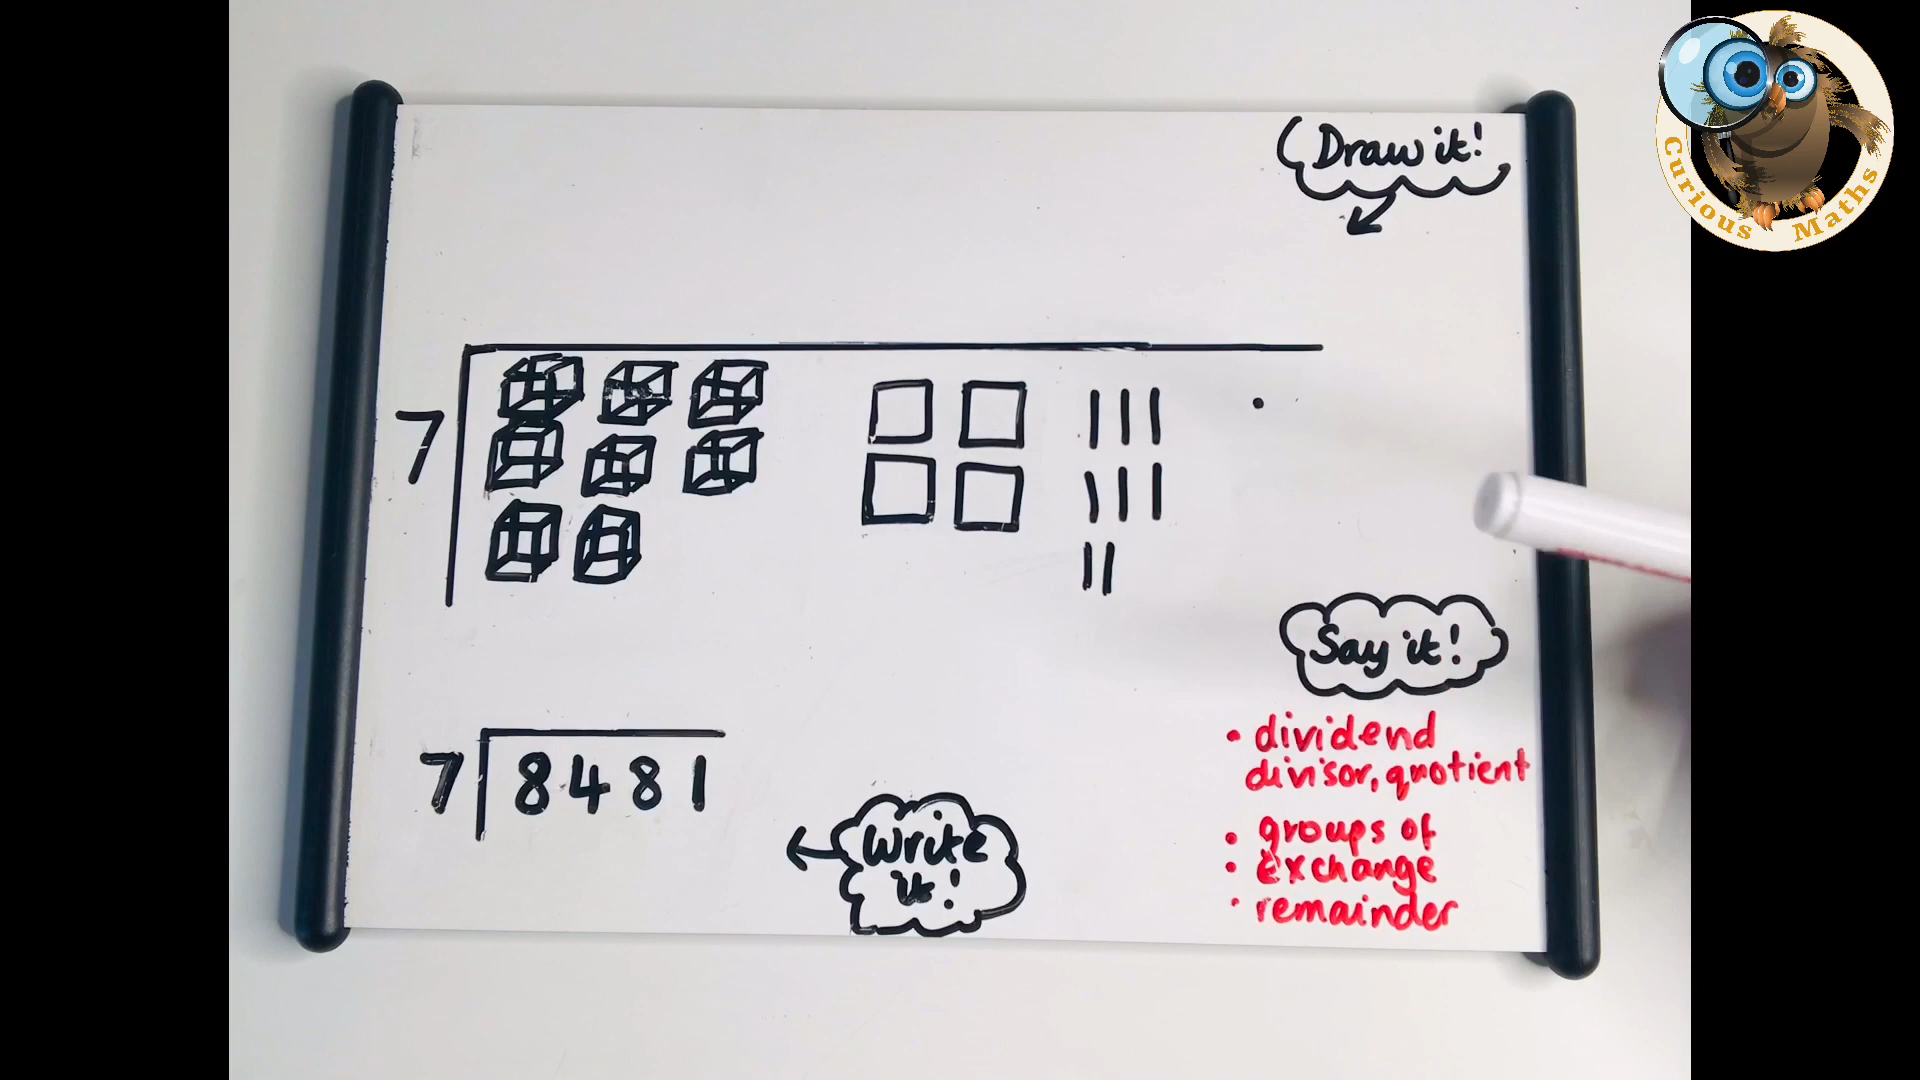 Draw it!
Curious Maths
7
Say it!
7 8481
Write
it!
• dividend
divisor, quotient
• groups of
• exchange
• remainder